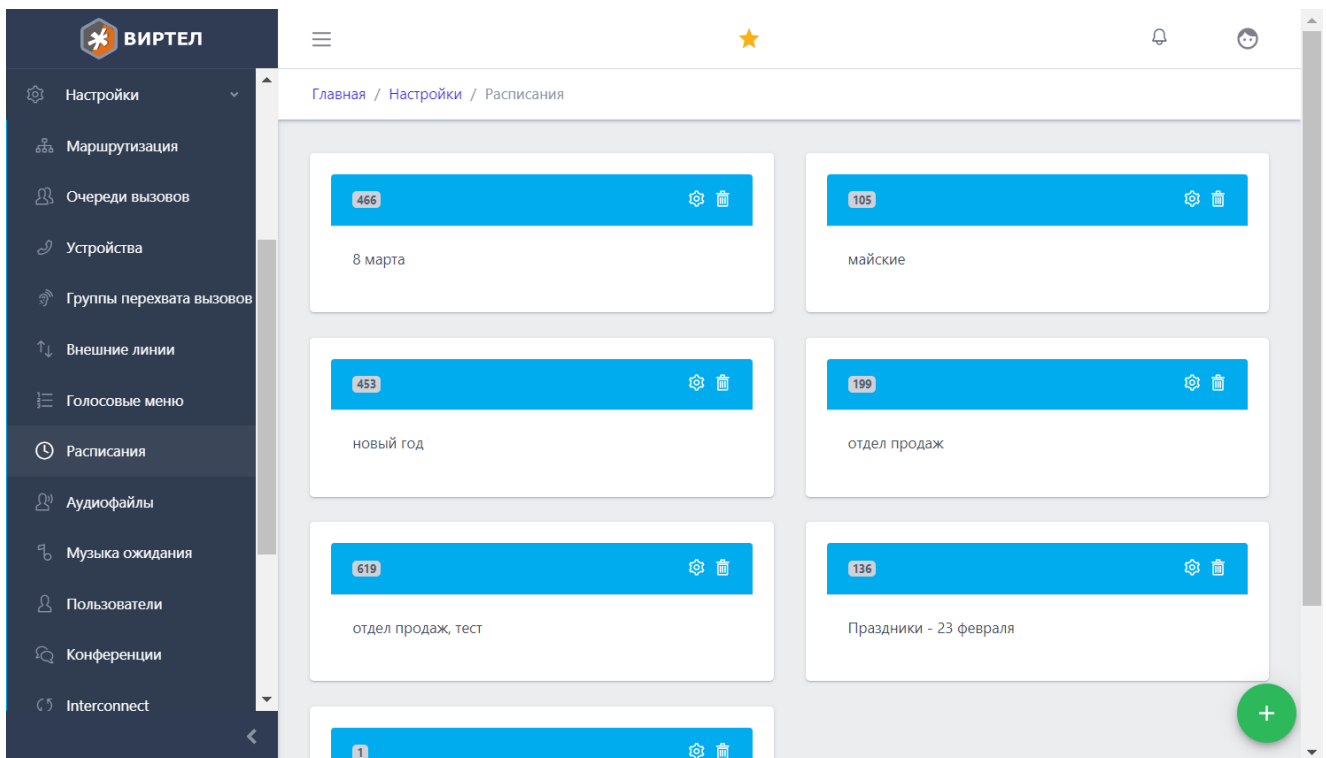 ВИРТЕЛ
Настройки
Маршрутизация
Очереди вызовов
Устройства
Группы перехвата вызовов
Внешние линии
Голосовые меню
Расписания
Аудиофайлы
Музыка ожидания
Пользователи
Конференции
Interconnect
Главная / Настройки / Расписания
466
8 марта
105
майские
453
новый год
199
отдел продаж
619
отдел продаж, тест
136
Праздники - 23 февраля
1